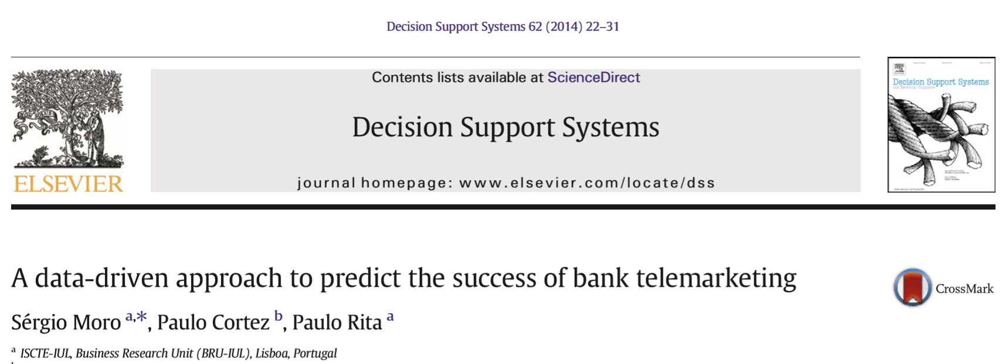 Decision Support Systems 62 (2014) 22–31
Contents lists available at ScienceDirect
Decision Support Systems
journal homepage: www.elsevier.com/locate/dss
ELSEVIER
Decision Support Systems
A data-driven approach to predict the success of bank telemarketing
CrossMark
Sérgio Moro a,*, Paulo Cortez b, Paulo Rita a
a ISCTE-IUL, Business Research Unit (BRU-IUL), Lisboa, Portugal